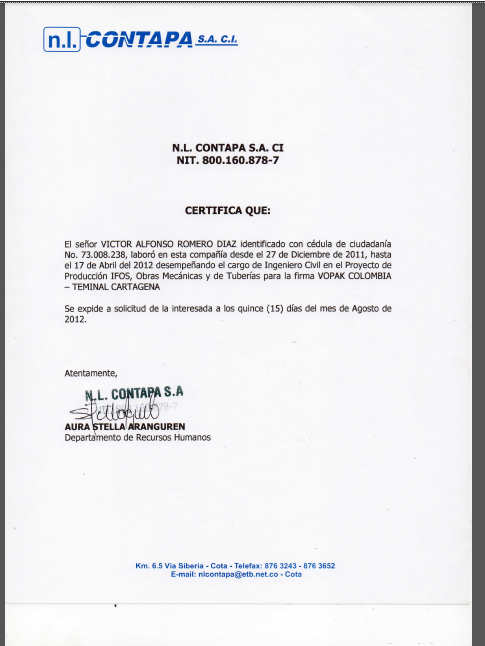 n.l. CONTAPA S.A. C.I.
N.L. CONTAPA S.A. CI
NIT. 800.160.878-7
CERTIFICA QUE:
El señor VICTOR ALFONSO ROMERO DIAZ identificado con cédula de ciudadanía
No. 73.008.238, laboró en esta compañía desde el 27 de Diciembre de 2011, hasta
el 17 de Abril del 2012 desempeñando el cargo de Ingeniero Civil en el Proyecto de
Producción IFOS, Obras Mecánicas y de Tuberías para la firma VOPAK COLOMBIA
– TEMINAL CARTAGENA
Se expide a solicitud de la interesada a los quince (15) días del mes de Agosto de
2012.
Atentamente,
N.L. CONTAPA S.A
AURA STELLA ARANGUREN
Departamento de Recursos Humanos
Km. 6.5 Vía Siberia - Cota - Telefax: 876 3243 - 876 3652
E-mail: nlcontapa@etb.net.co - Cota